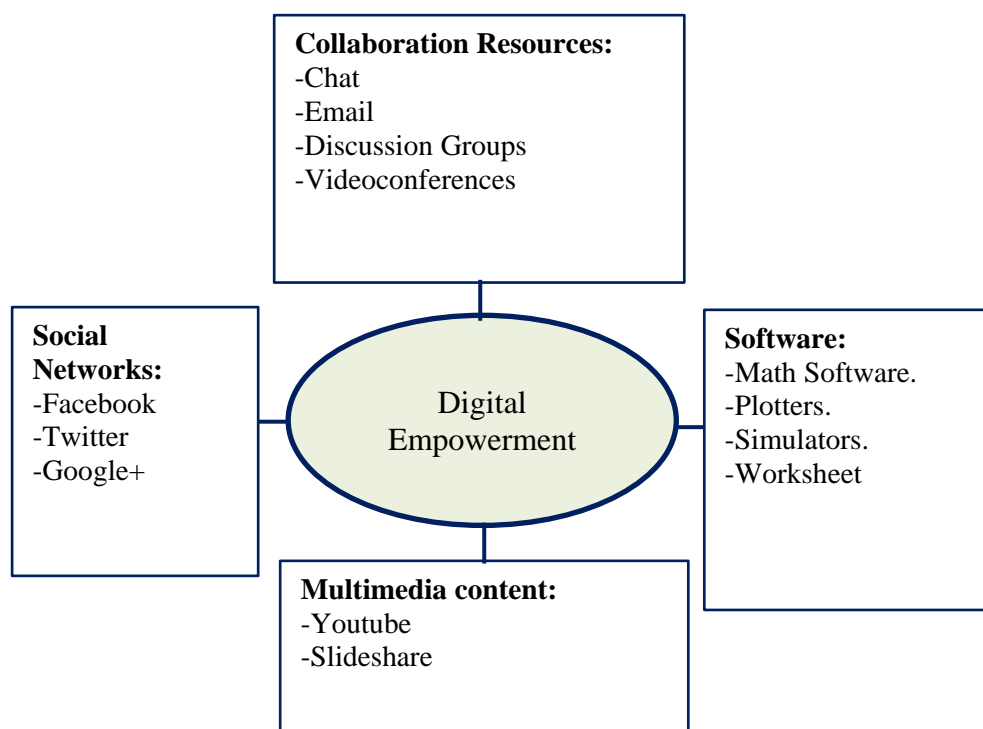 Collaboration Resources:
-Chat
-Email
-Discussion Groups
-Videoconferences
Social
Networks:
-Facebook
-Twitter
-Google+
Digital
Empowerment
Software:
-Math Software.
-Plotters.
-Simulators.
-Worksheet
Multimedia content:
-Youtube
-Slideshare